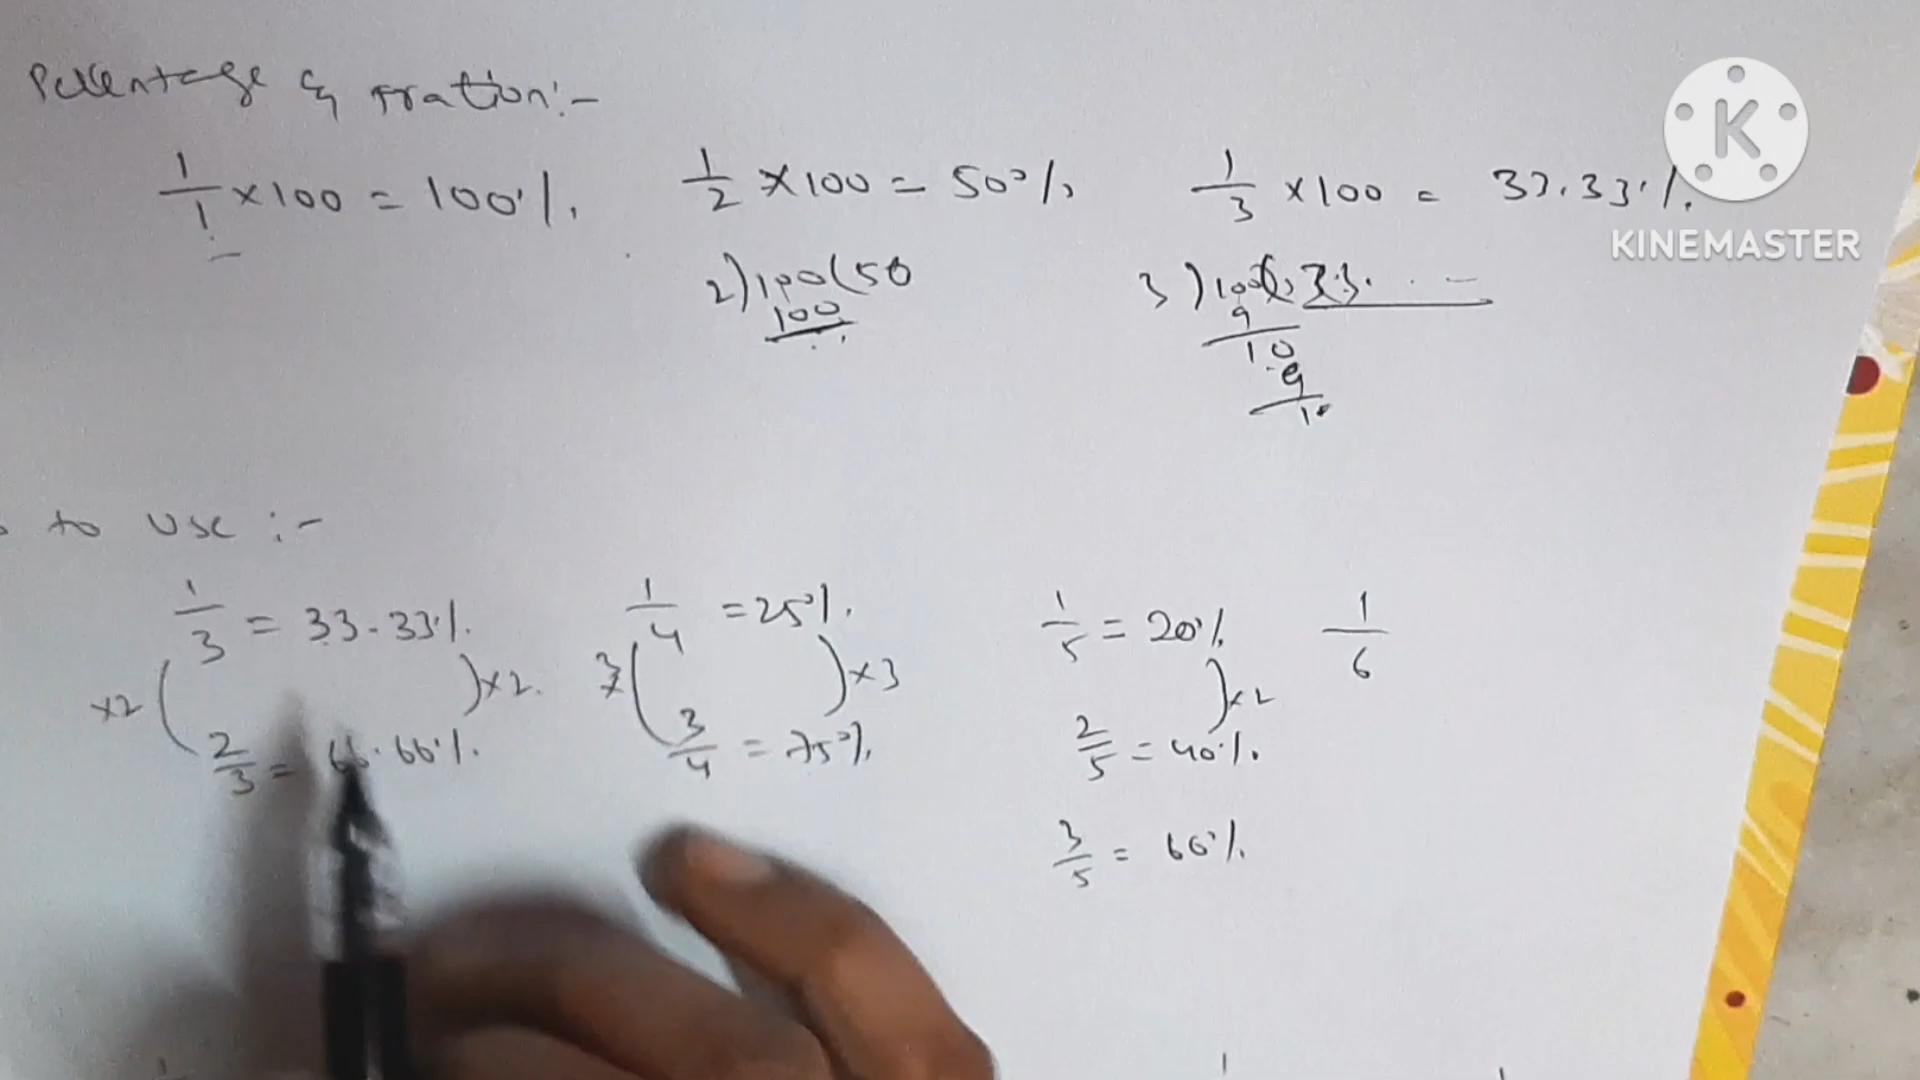 Percentage & fration:-
1/1 × 100 = 100%. 1/2 × 100 = 50% 1/3 × 100 = 33.33%.
2)100(50 3)100(33.
100 9
10
9
10
KINEMASTER
to use :-
1/3 = 33.33%. 1/4 = 25%. 1/5 = 20% 1/6
×2 ( ) ×2. 3 ( ) ×3 ) ×2
2/3 = 66.66%. 3/4 = 75%. 2/5 = 40%.
3/5 = 60%.